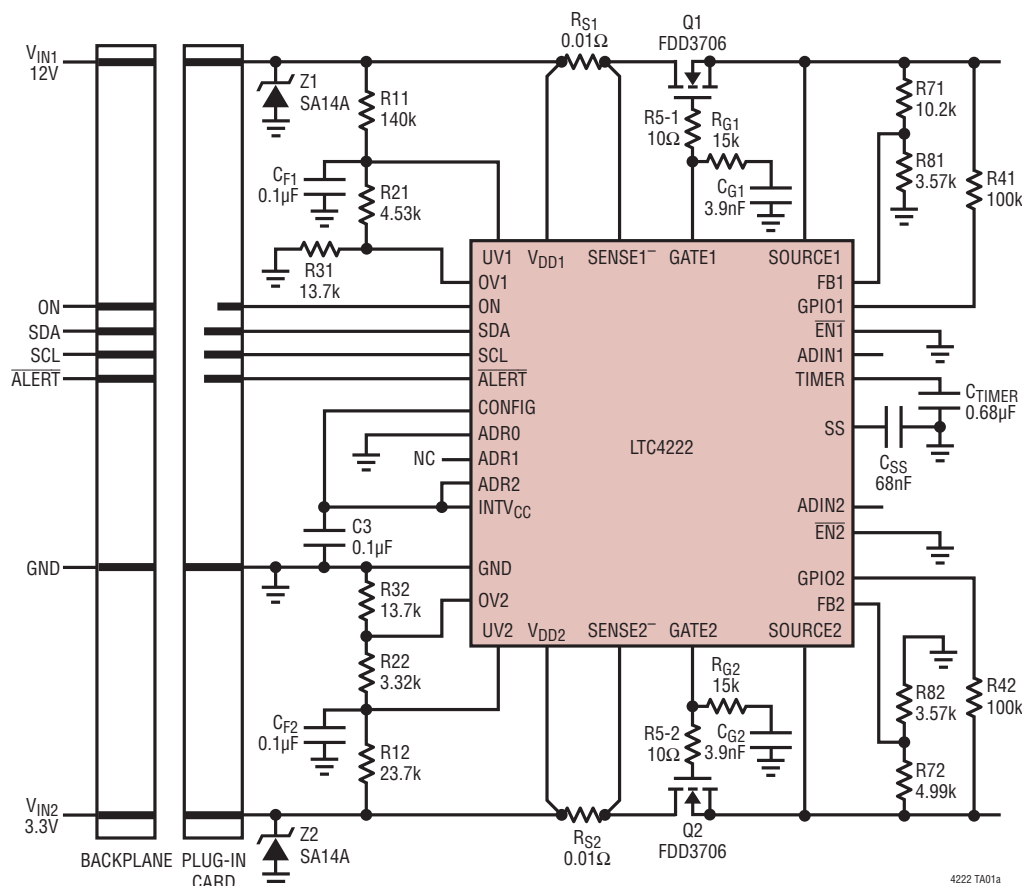 VIN1
12V
Z1
SA14A
R11
140k
RS1
0.01Ω
Q1
FDD3706
R5-1
10Ω
RG1
15k
CG1
3.9nF
R71
10.2k
R81
3.57k
R41
100k
CF1
0.1µF
R21
4.53k
R31
13.7k
UV1
VDD1
SENSE1–
GATE1
SOURCE1
OV1
ON
SDA
SCL
ALERT
CONFIG
ADR0
ADR1
ADR2
INTVCC
GND
OV2
UV2
VDD2
SENSE2–
GATE2
SOURCE2
LTC4222
FB1
GPIO1
EN1
ADIN1
TIMER
SS
ADIN2
EN2
GPIO2
FB2
ON
SDA
SCL
ALERT
NC
CTIMER
0.68µF
CSS
68nF
C3
0.1µF
GND
R32
13.7k
R22
3.32k
CF2
0.1µF
R12
23.7k
RG2
15k
R5-2
10Ω
CG2
3.9nF
R82
3.57k
R42
100k
R72
4.99k
VIN2
3.3V
Z2
SA14A
RS2
0.01Ω
Q2
FDD3706
BACKPLANE
PLUG-IN
CARD
4222 TA01a